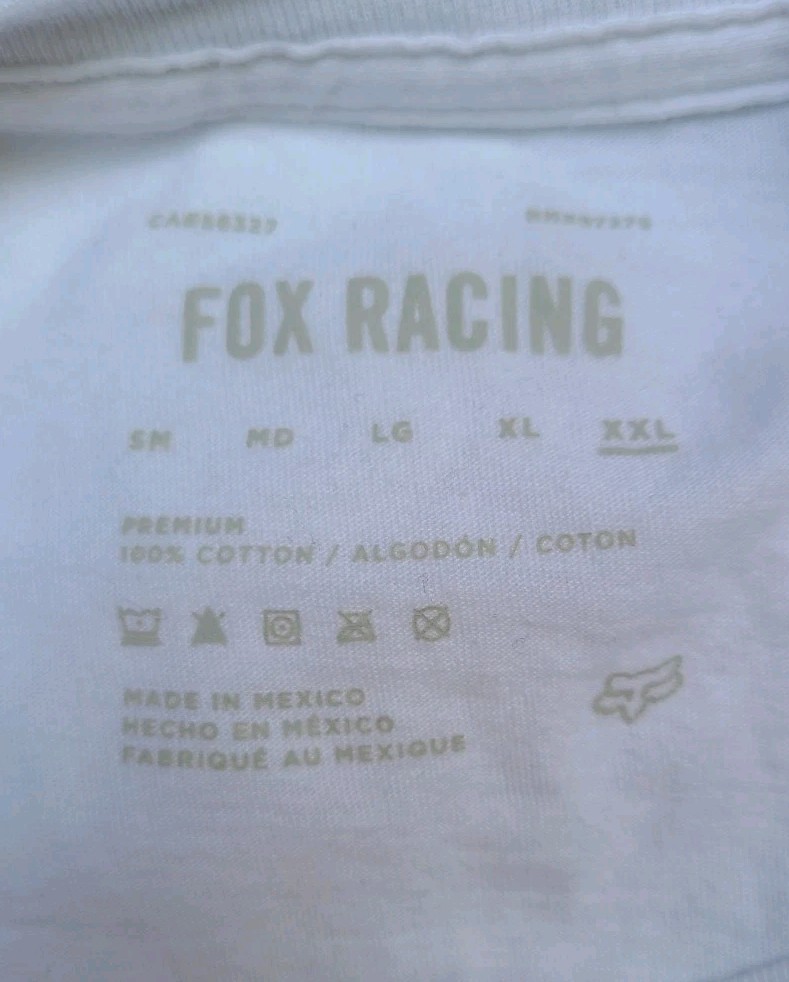 FOX RACING
SM MD LG XL XXL
PREMIUM
100% COTTON / ALGODÓN / COTON
MADE IN MEXICO
HECHO EN MÉXICO
FABRIQUÉ AU MEXIQUE